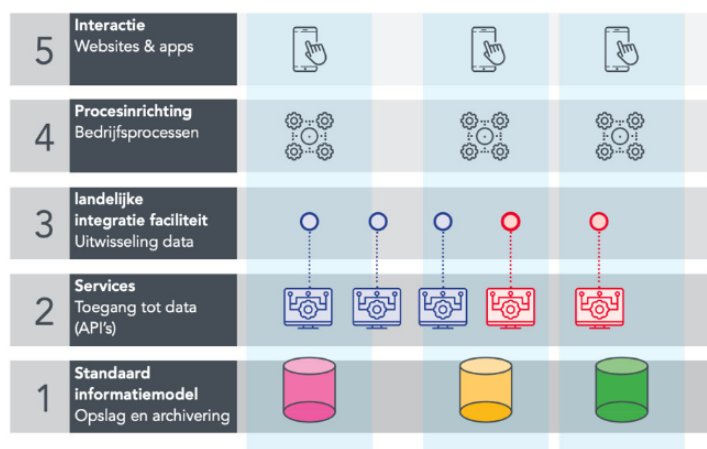 5
Interactie
Websites & apps
4
Procesinrichting
Bedrijfsprocessen
3
landelijke
integratie faciliteit
Uitwisseling data
2
Services
Toegang tot data
(API's)
1
Standaard
informatiemodel
Opslag en archivering